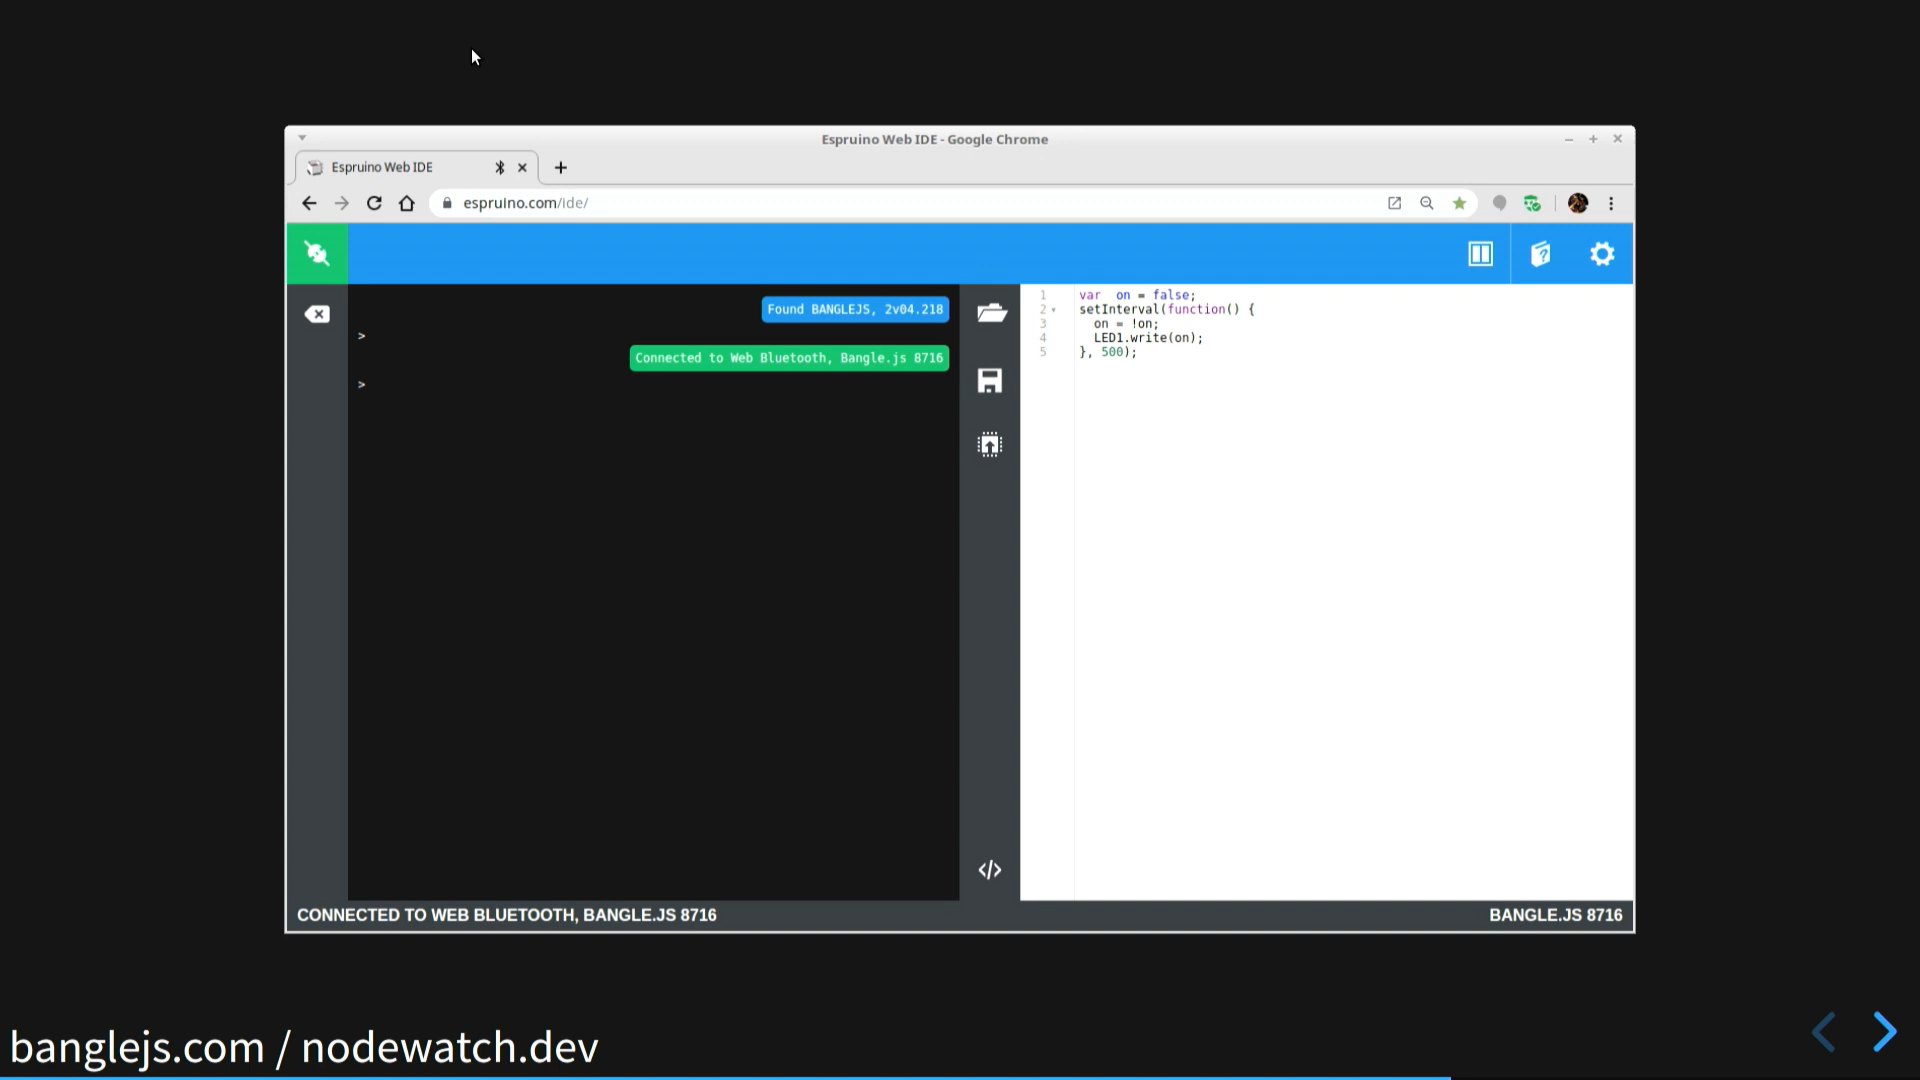 Espruino Web IDE - Google Chrome
Espruino Web IDE
espruino.com/ide/
Found BANGLEJS, 2v04.218
>
Connected to Web Bluetooth, Bangle.js 8716
>
1 var  on = false;
2 setInterval(function() {
3   on = !on;
4   LED1.write(on);
5 }, 500);
CONNECTED TO WEB BLUETOOTH, BANGLE.JS 8716
BANGLE.JS 8716
banglejs.com / nodewatch.dev